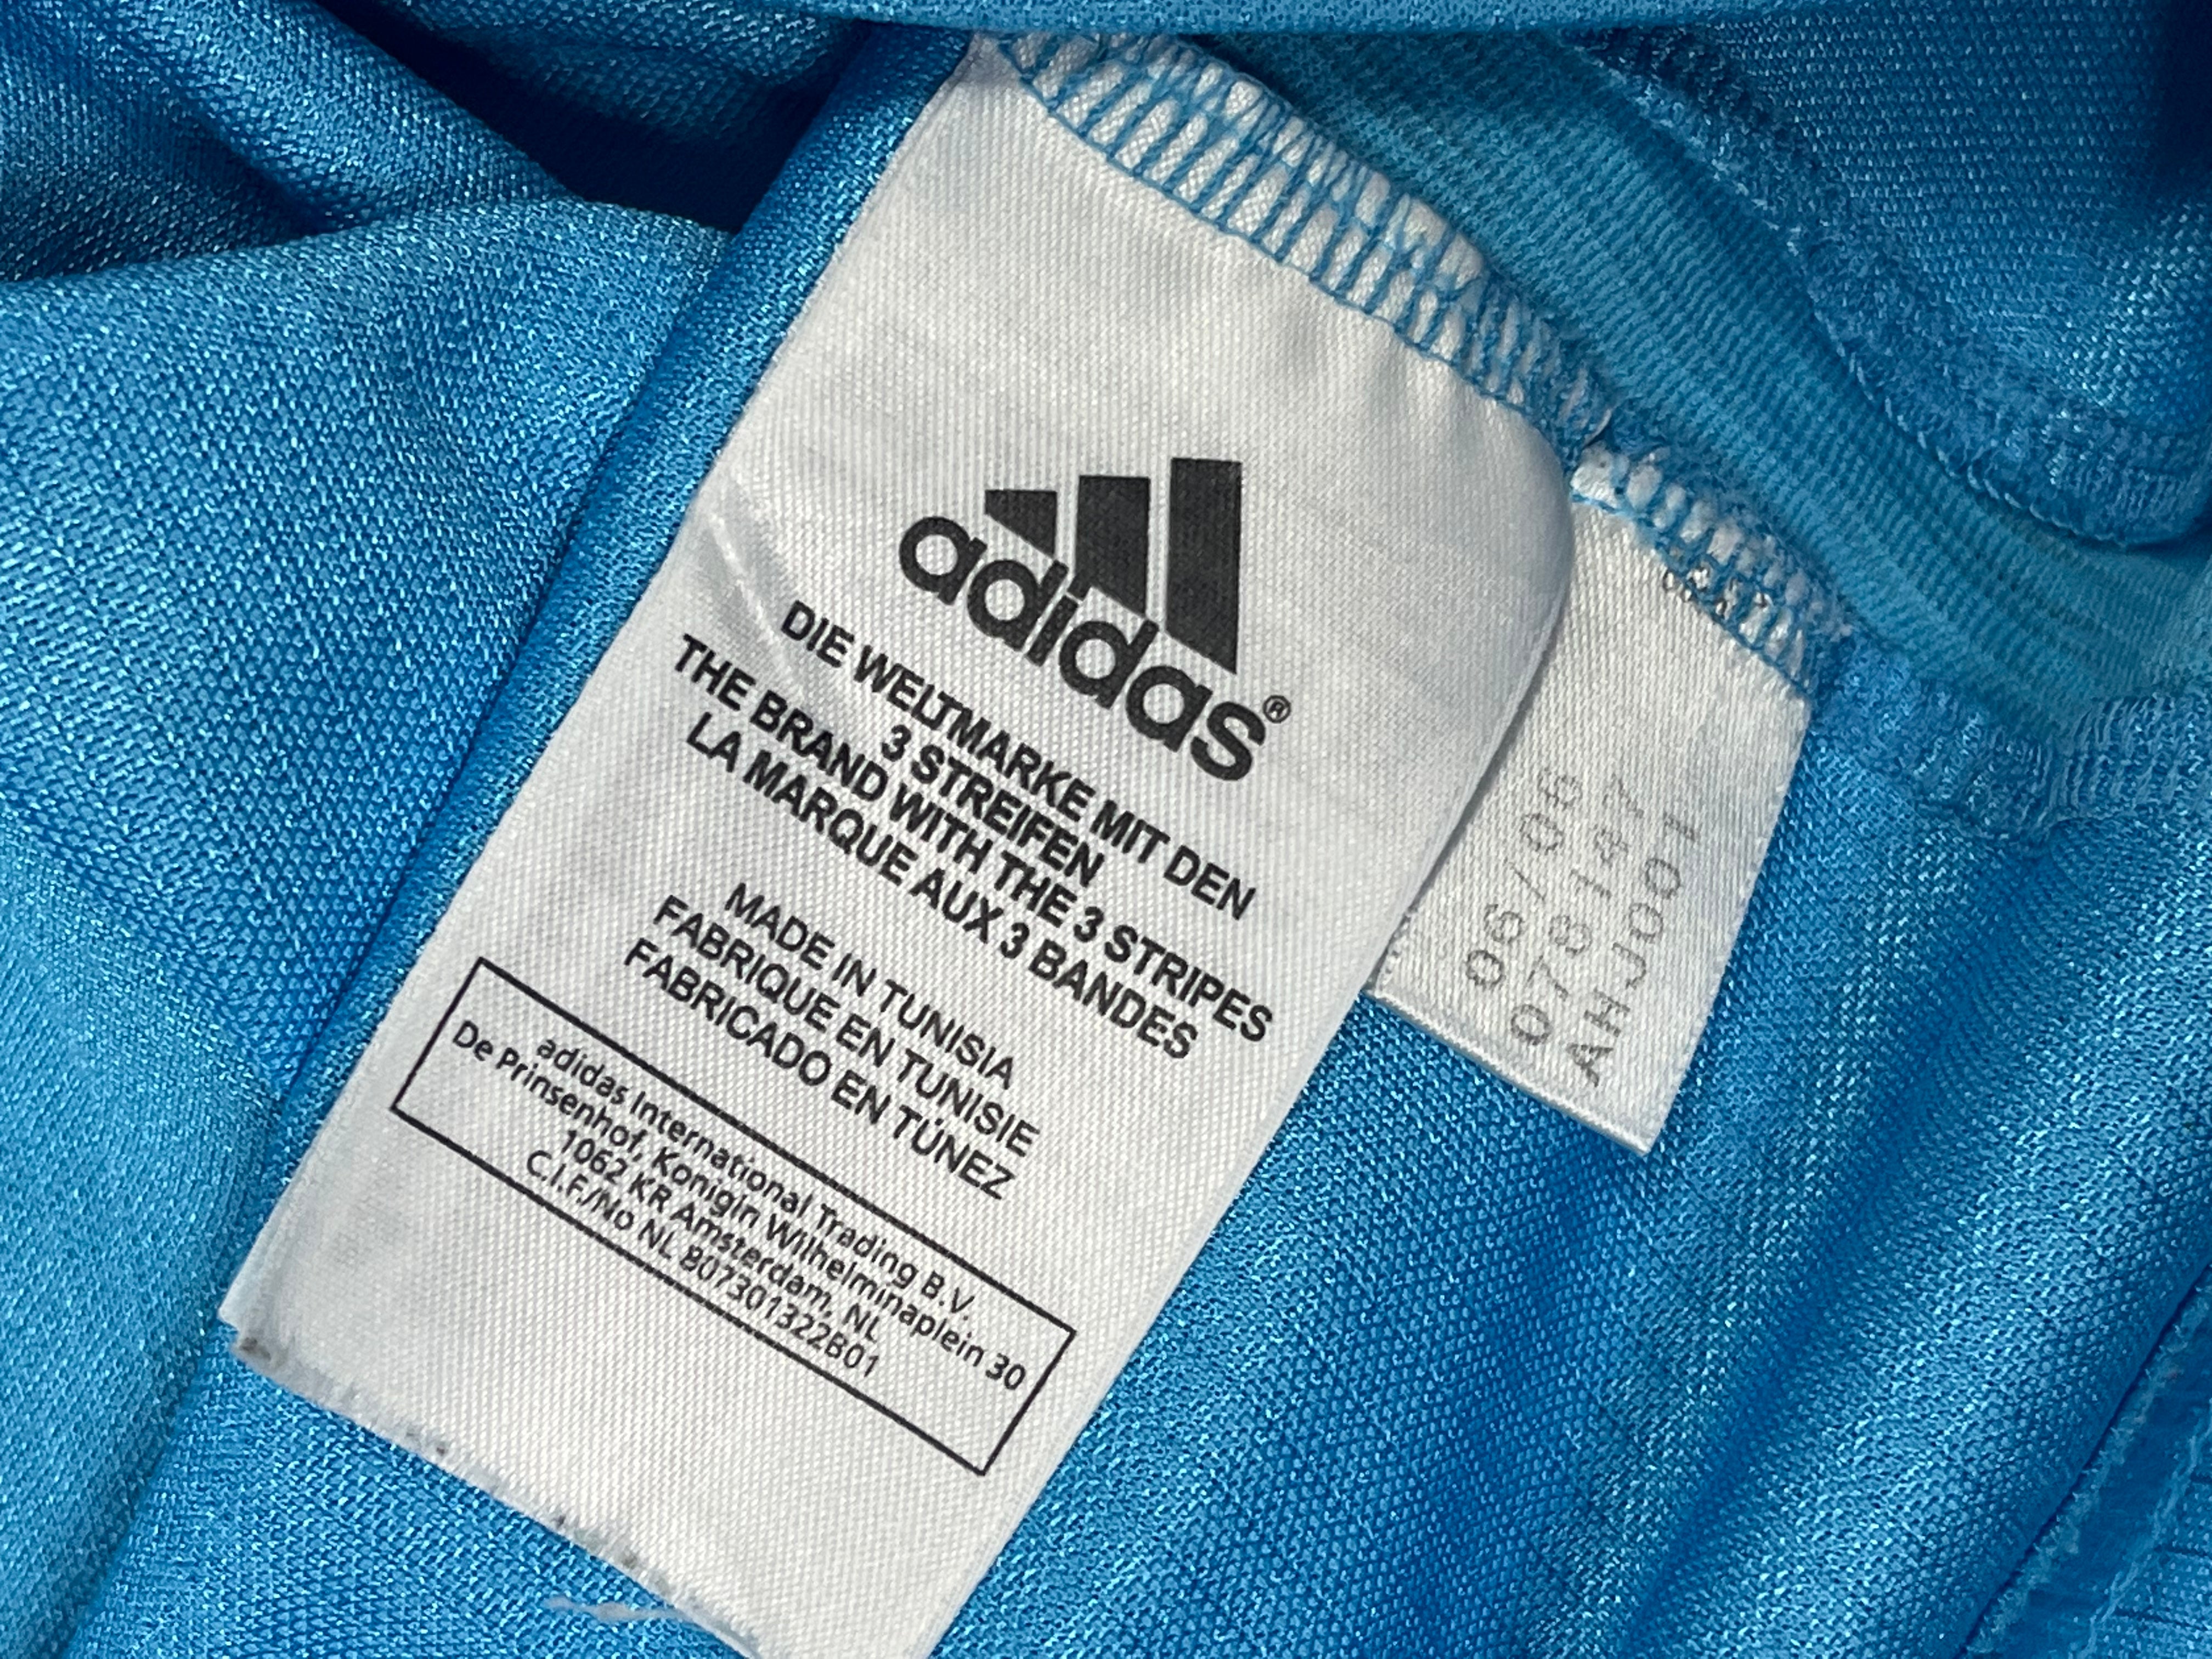 adidas®
DIE WELTMARKE MIT DEN
3 STREIFEN
THE BRAND WITH THE 3 STRIPES
LA MARQUE AUX 3 BANDES
MADE IN TUNISIA
FABRIQUE EN TUNISIE
FABRICADO EN TÚNEZ
adidas International Trading B.V.
De Prinsenhof, Konigin Wilhelminaplein 30
1062 KR Amsterdam, NL
C.I.F./No NL 807301322B01
06/06
078147
AHJ001